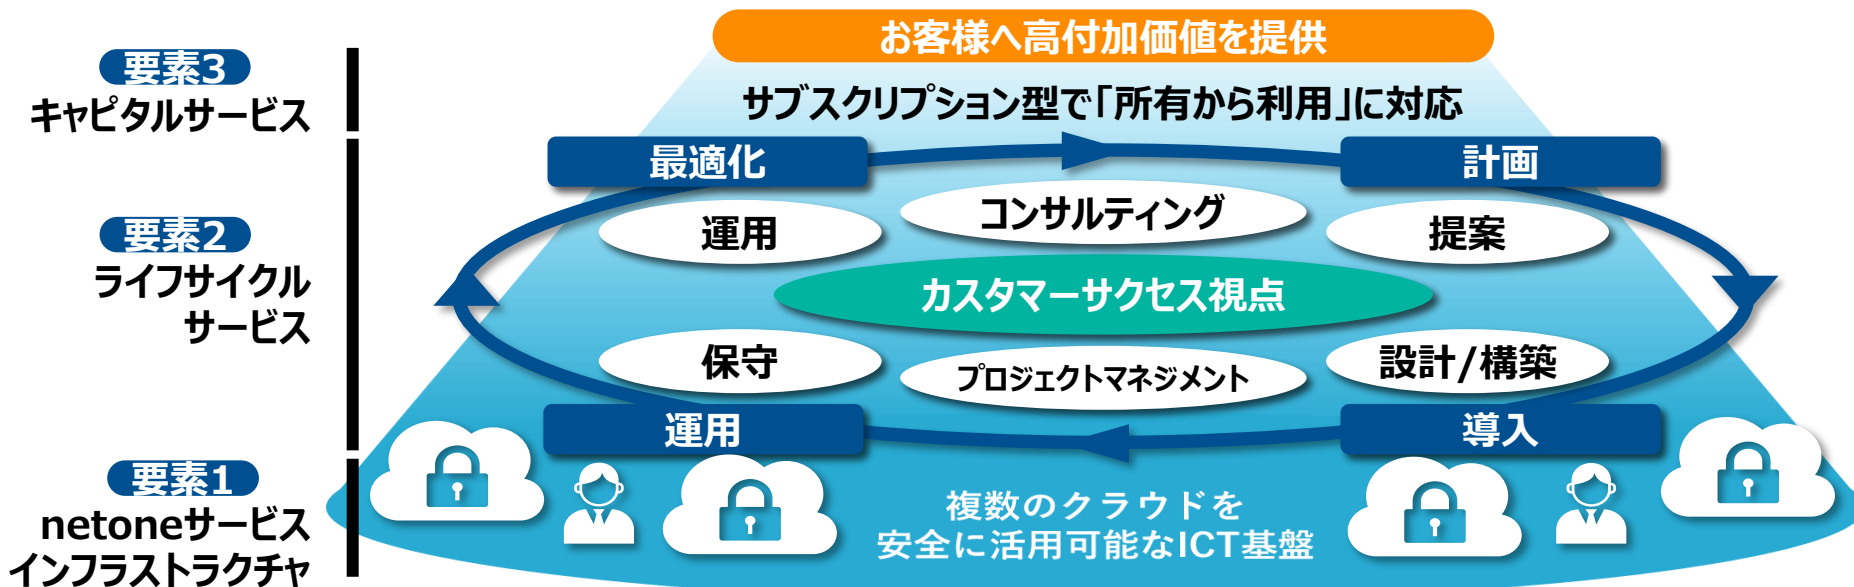 お客様へ高付加価値を提供
要素3
キャピタルサービス
サブスクリプション型で「所有から利用」に対応
最適化
計画
コンサルティング
運用
提案
要素2
ライフサイクル
サービス
カスタマーサクセス視点
保守
プロジェクトマネジメント
設計/構築
運用
導入
要素1
netoneサービス
インフラストラクチャ
複数のクラウドを
安全に活用可能なICT基盤